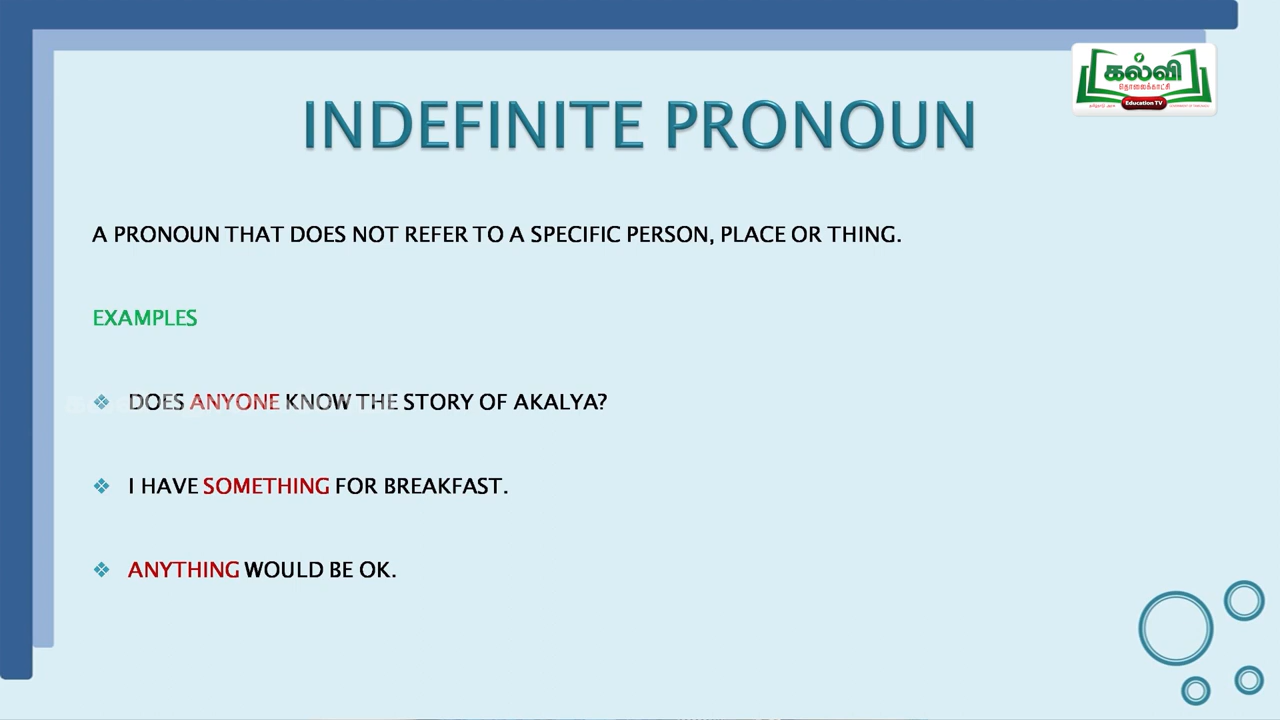 கல்வி
தொலைக்காட்சி
Education TV
INDEFINITE PRONOUN
A PRONOUN THAT DOES NOT REFER TO A SPECIFIC PERSON, PLACE OR THING.
EXAMPLES
❖ DOES ANYONE KNOW THE STORY OF AKALYA?
❖ I HAVE SOMETHING FOR BREAKFAST.
❖ ANYTHING WOULD BE OK.